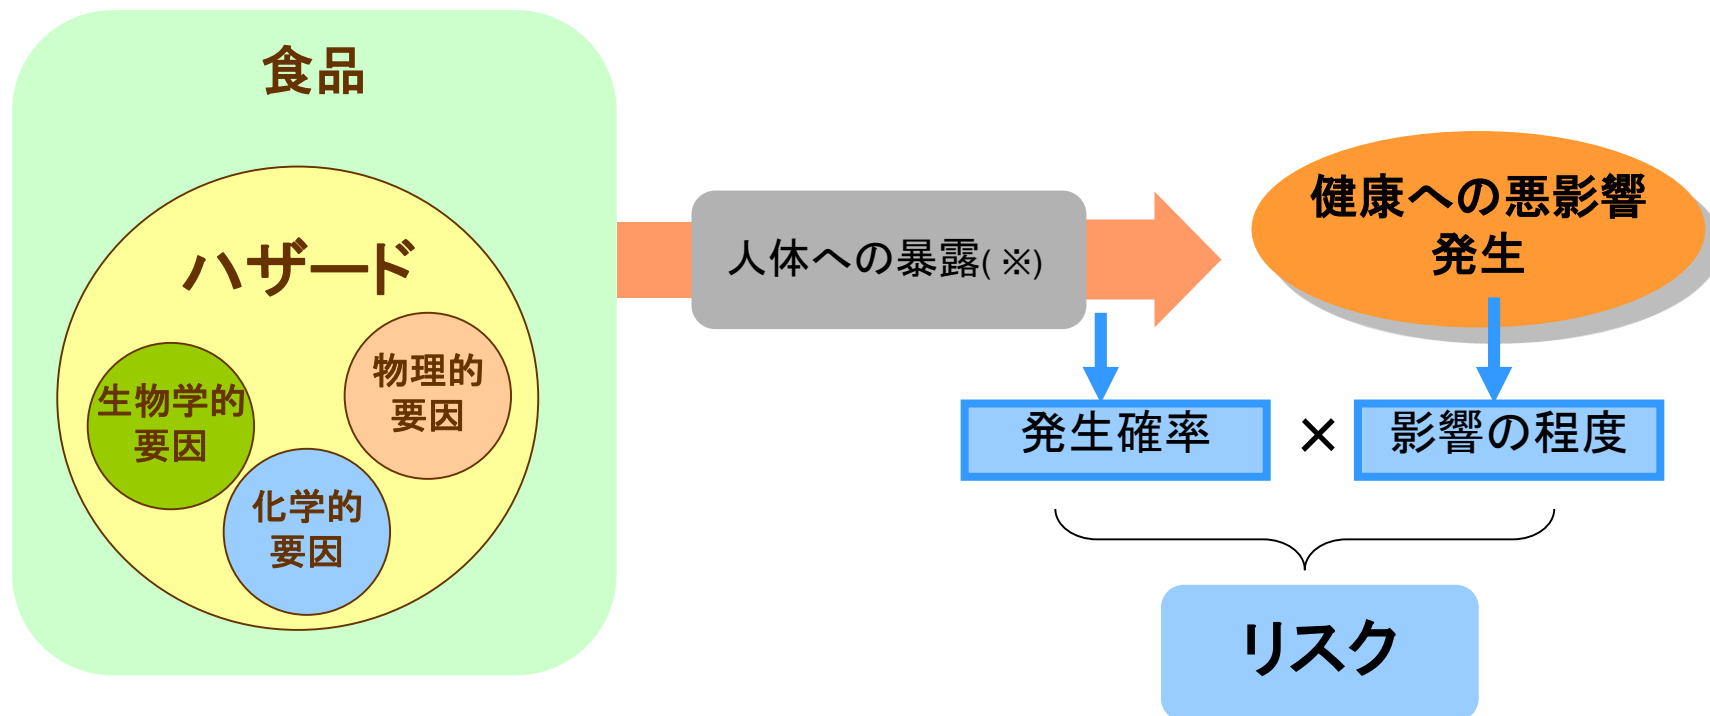 食品
ハザード
生物学的
要因
物理的
要因
化学的
要因
人体への暴露(※)
健康への悪影響
発生
発生確率
×
影響の程度
リスク